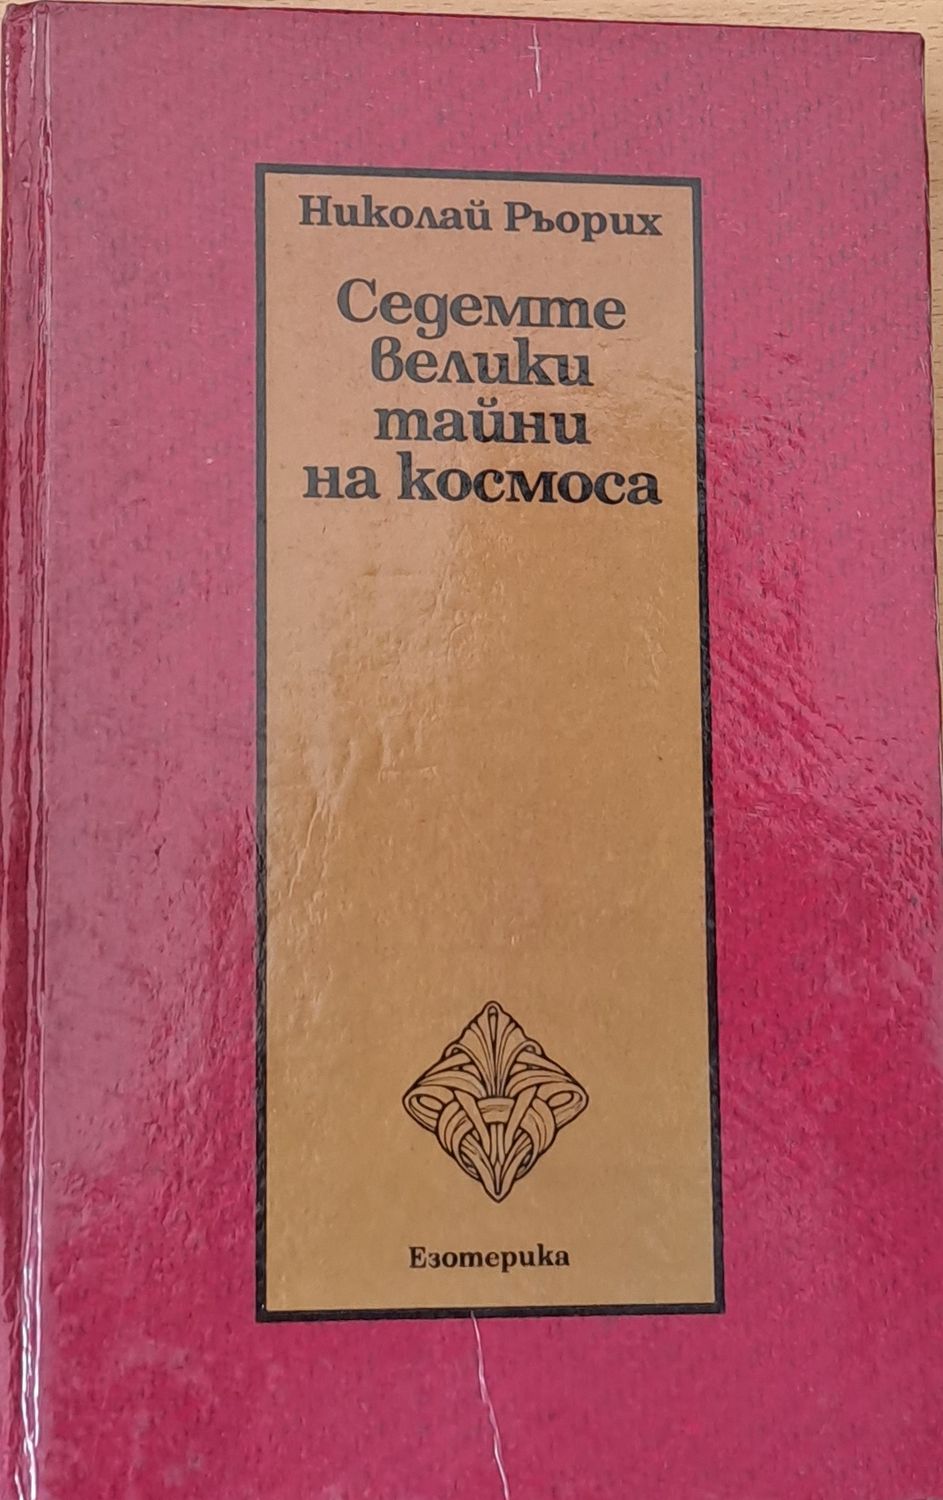 Николай Рьорих
Седемте
велики
тайни
на космоса
Езотерика